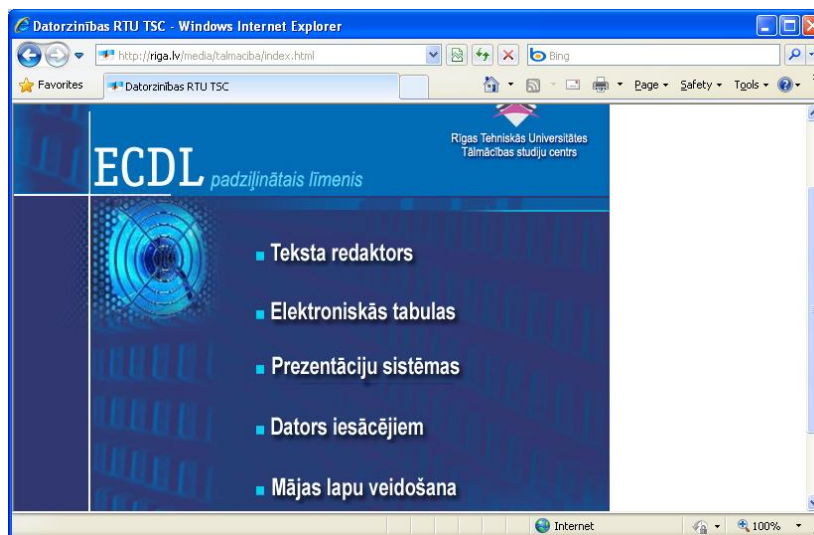 Datorzinības RTU TSC - Windows Internet Explorer
http://riga.lv/media/talmaciba/index.html
Bing
Favorites
Datorzinības RTU TSC
Page
Safety
Tools
Rīgas Tehniskās Universitātes
Tālmācības studiju centrs
ECDL padziļinātais līmenis
Teksta redaktors
Elektroniskās tabulas
Prezentāciju sistēmas
Dators iesācējiem
Mājas lapu veidošana
Internet
100%